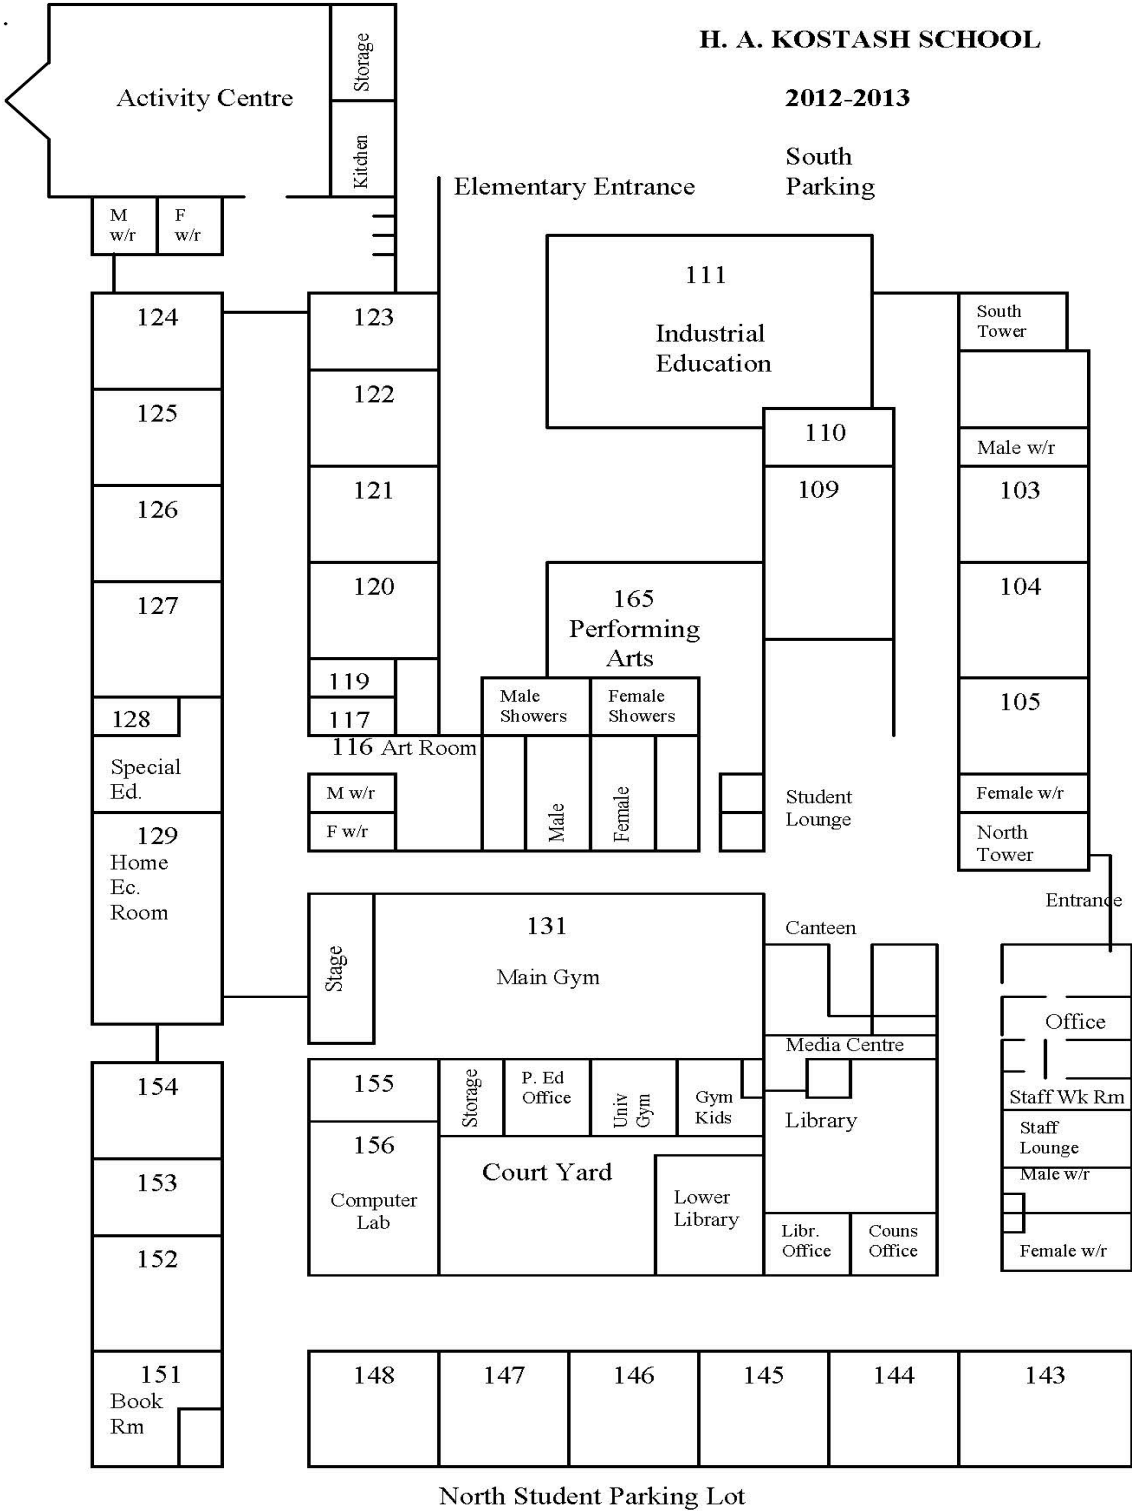 H. A. KOSTASH SCHOOL
2012-2013
South
Parking
Activity Centre
Storage
Kitchen
Elementary Entrance
M
w/r
F
w/r
124
123
111
Industrial
Education
South
Tower
125
122
110
Male w/r
126
121
109
103
127
120
165
Performing
Arts
104
119
128
117
Male
Showers
Female
Showers
105
116 Art Room
Special
Ed.
M w/r
F w/r
Male
Female
Student
Lounge
Female w/r
North
Tower
129
Home
Ec.
Room
Entrance
Stage
131
Main Gym
Canteen
Office
Media Centre
154
155
Storage
P. Ed
Office
Univ
Gym
Gym
Kids
Library
Staff Wk Rm
Staff
Lounge
156
Computer
Lab
Court Yard
153
Male w/r
Lower
Library
Libr.
Office
Couns
Office
152
Female w/r
151
Book
Rm
148
147
146
145
144
143
North Student Parking Lot